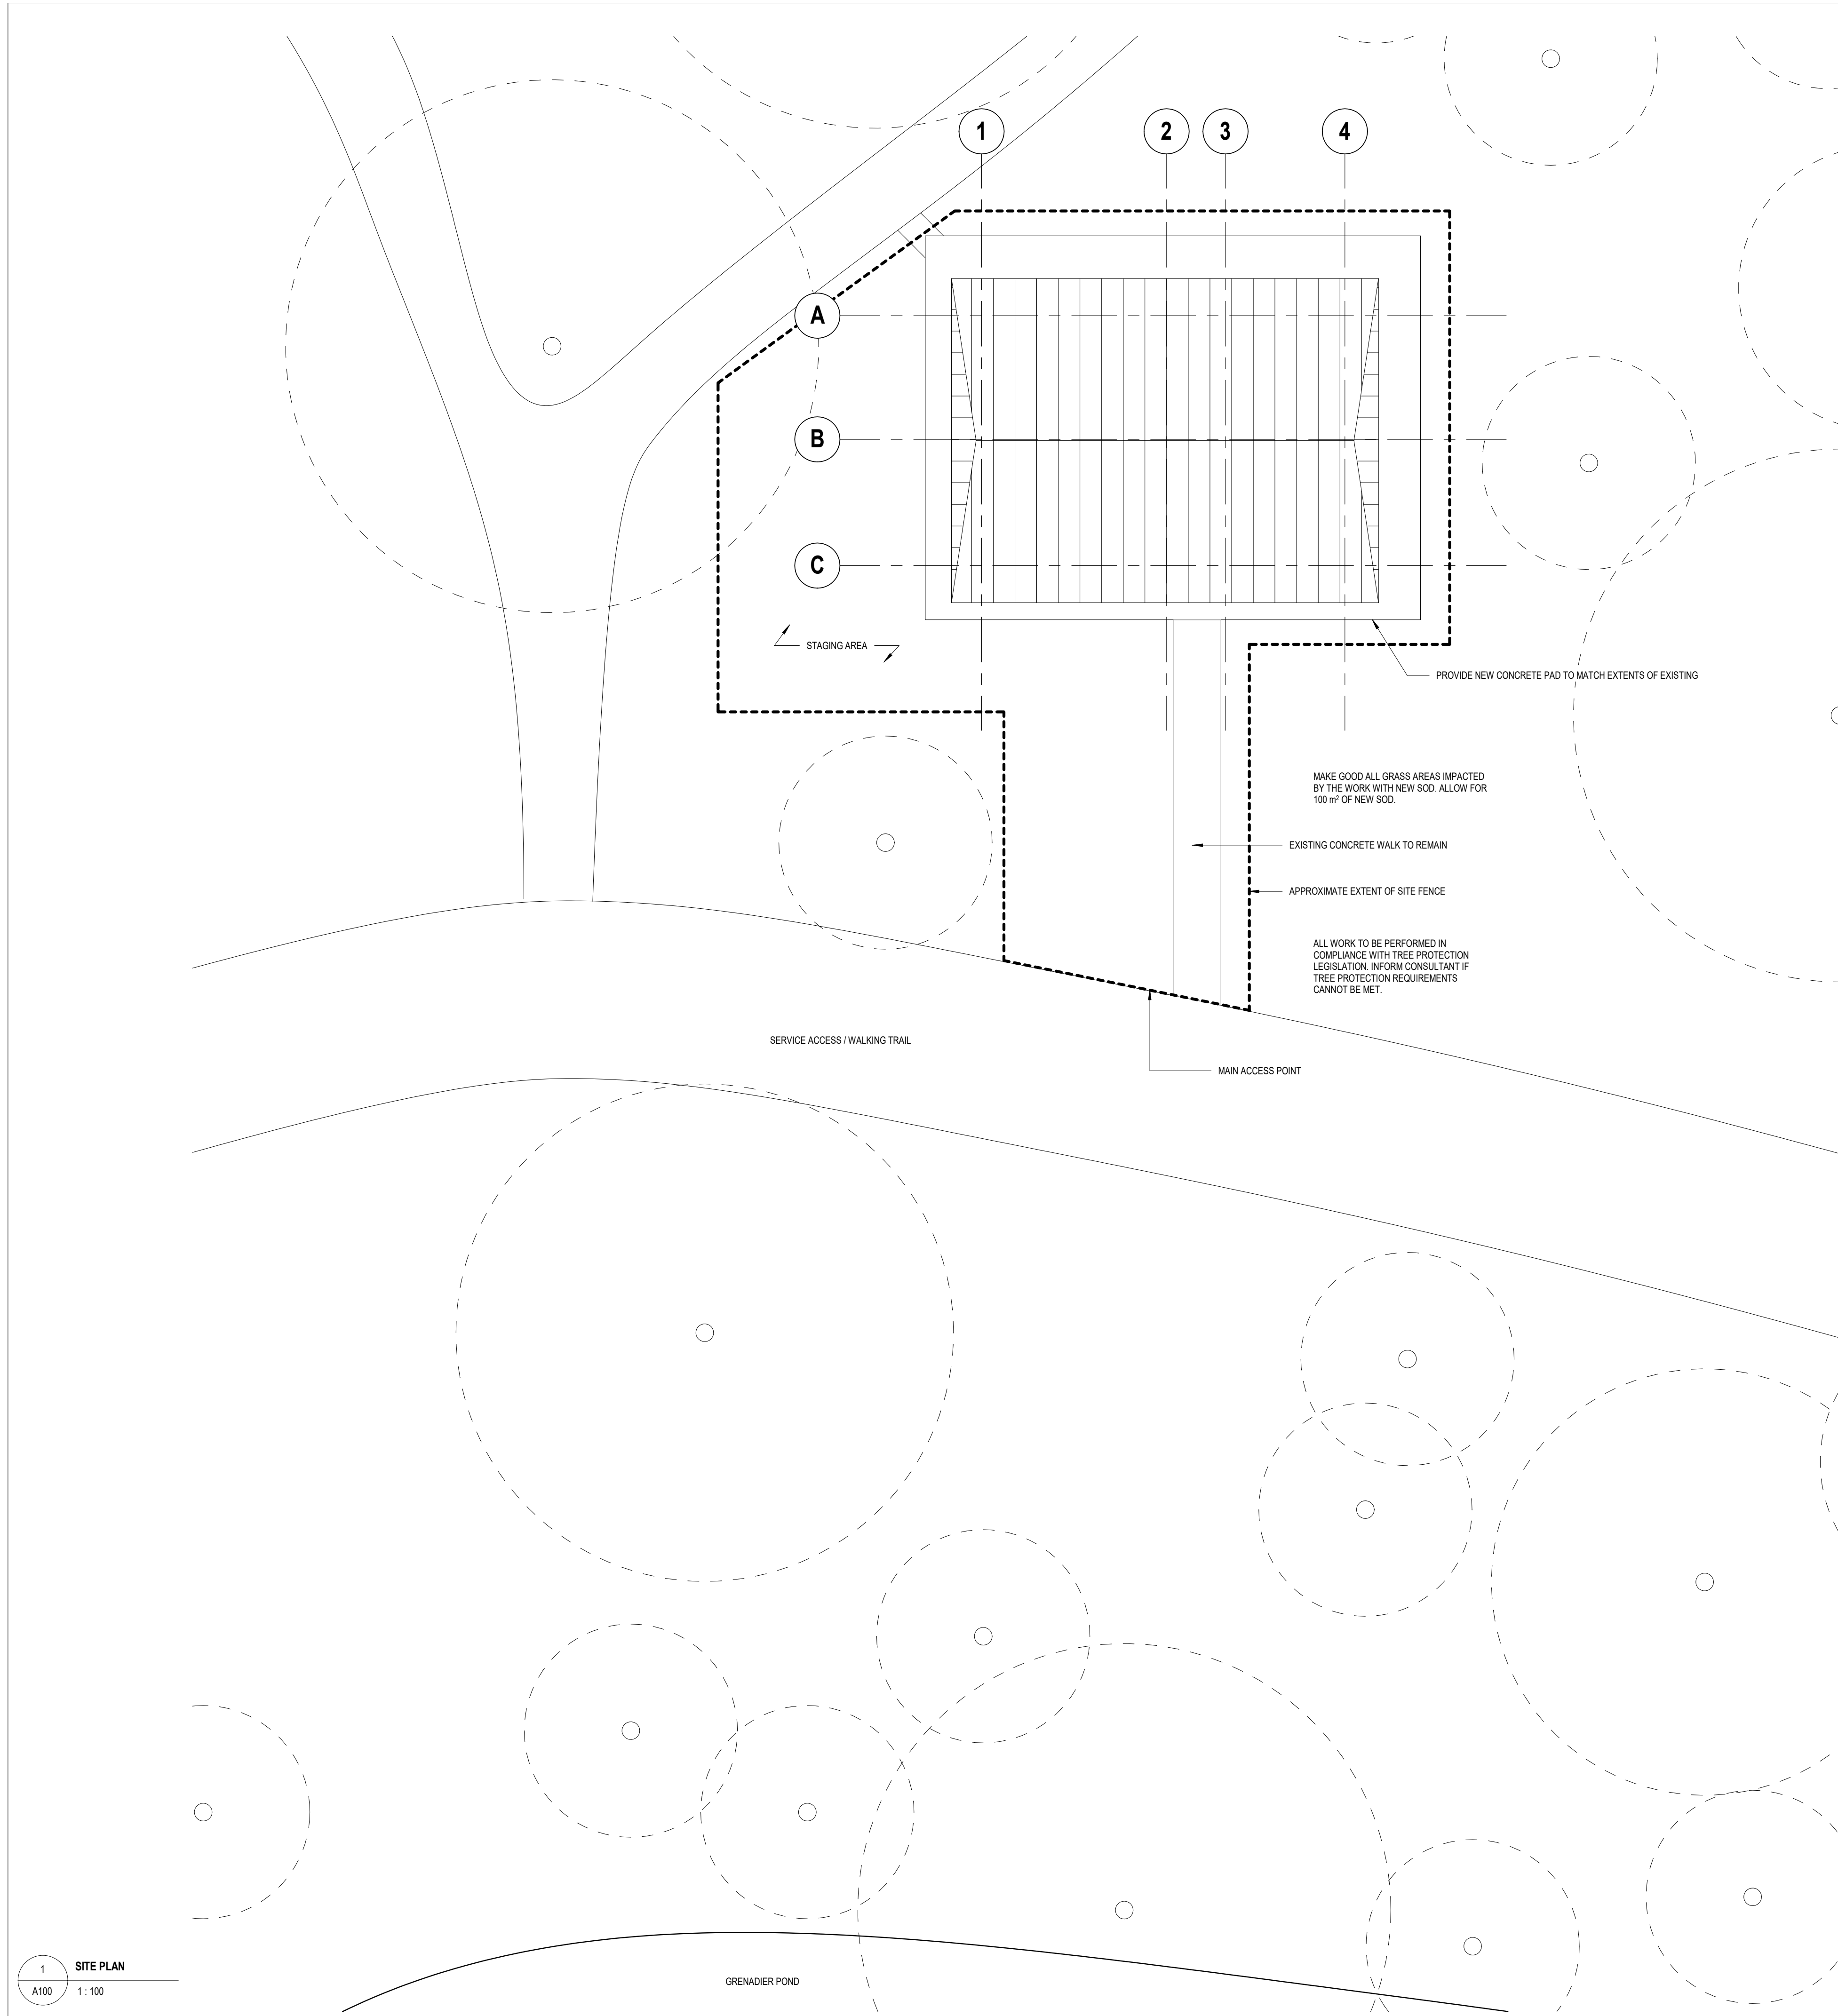 1
2
3
4
A
B
C
STAGING AREA
PROVIDE NEW CONCRETE PAD TO MATCH EXTENTS OF EXISTING
MAKE GOOD ALL GRASS AREAS IMPACTED
BY THE WORK WITH NEW SOD. ALLOW FOR
100 m² OF NEW SOD.
EXISTING CONCRETE WALK TO REMAIN
APPROXIMATE EXTENT OF SITE FENCE
ALL WORK TO BE PERFORMED IN
COMPLIANCE WITH TREE PROTECTION
LEGISLATION. INFORM CONSULTANT IF
TREE PROTECTION REQUIREMENTS
CANNOT BE MET.
SERVICE ACCESS / WALKING TRAIL
MAIN ACCESS POINT
GRENADIER POND
1
SITE PLAN
A100
1 : 100